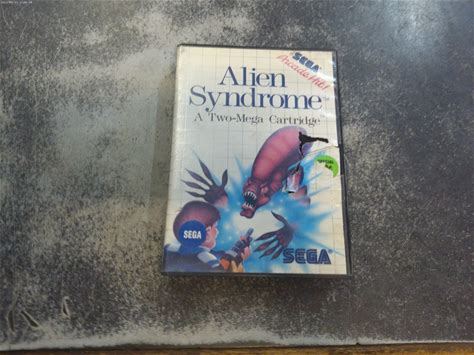 SEGA
Arcade Hit!
Alien
Syndrome
A Two-Mega Cartridge
SEGA
SEGA